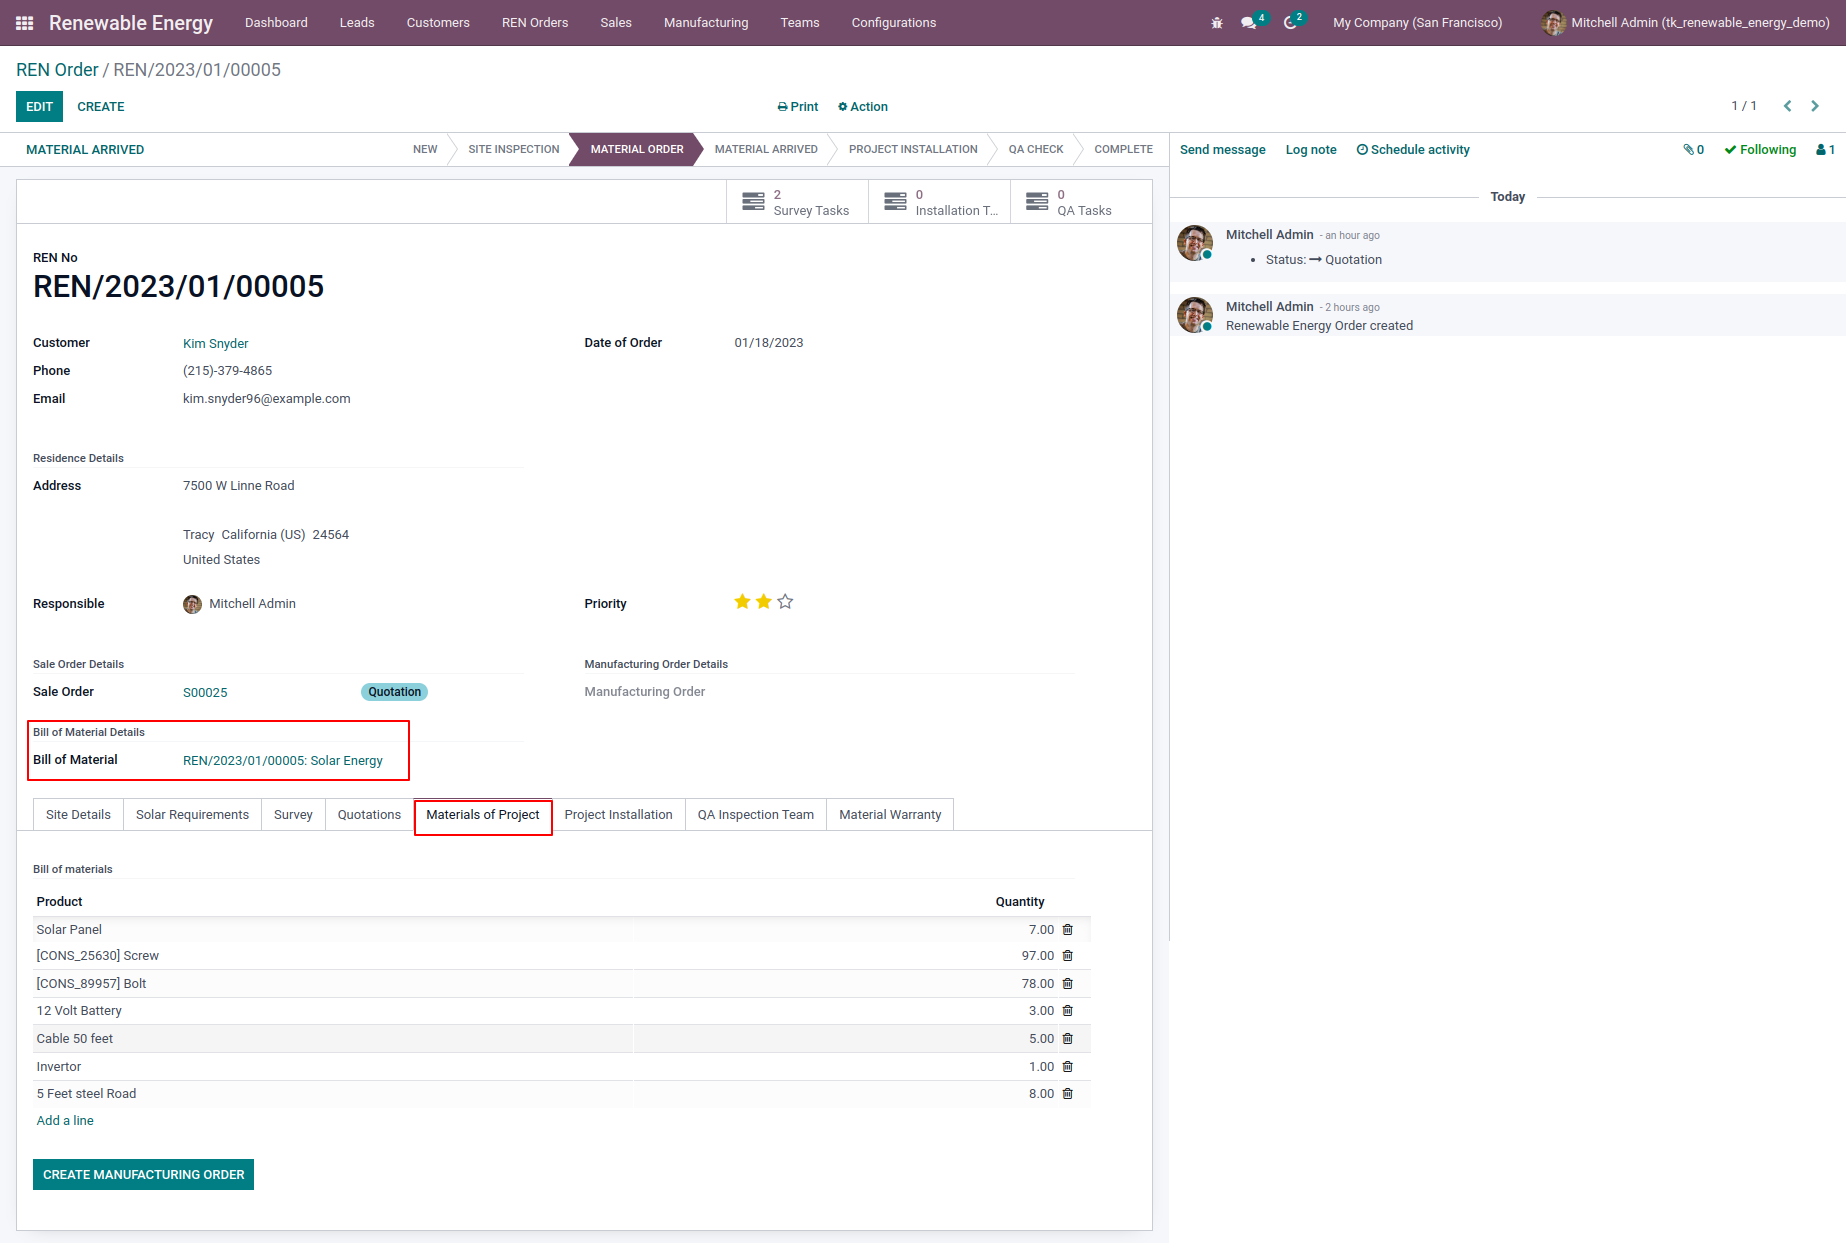 Renewable Energy Dashboard Leads Customers REN Orders Sales Manufacturing Teams Configurations 4 2 My Company (San Francisco) Mitchell Admin (tk_renewable_energy_demo)
REN Order / REN/2023/01/00005
EDIT CREATE Print Action 1 / 1
MATERIAL ARRIVED NEW SITE INSPECTION MATERIAL ORDER MATERIAL ARRIVED PROJECT INSTALLATION QA CHECK COMPLETE
Send message Log note Schedule activity 0 Following 1
2 Survey Tasks
0 Installation T...
0 QA Tasks
REN No
REN/2023/01/00005
Customer Kim Snyder Date of Order 01/18/2023
Phone (215)-379-4865
Email kim.snyder96@example.com
Residence Details
Address 7500 W Linne Road
Tracy California (US) 24564
United States
Responsible Mitchell Admin Priority
Sale Order Details Manufacturing Order Details
Sale Order S00025 Quotation Manufacturing Order
Bill of Material Details
Bill of Material REN/2023/01/00005: Solar Energy
Site Details Solar Requirements Survey Quotations Materials of Project Project Installation QA Inspection Team Material Warranty
Bill of materials
Product Quantity
Solar Panel 7.00
[CONS_25630] Screw 97.00
[CONS_89957] Bolt 78.00
12 Volt Battery 3.00
Cable 50 feet 5.00
Invertor 1.00
5 Feet steel Road 8.00
Add a line
CREATE MANUFACTURING ORDER
Today
Mitchell Admin - an hour ago
• Status: → Quotation
Mitchell Admin - 2 hours ago
Renewable Energy Order created